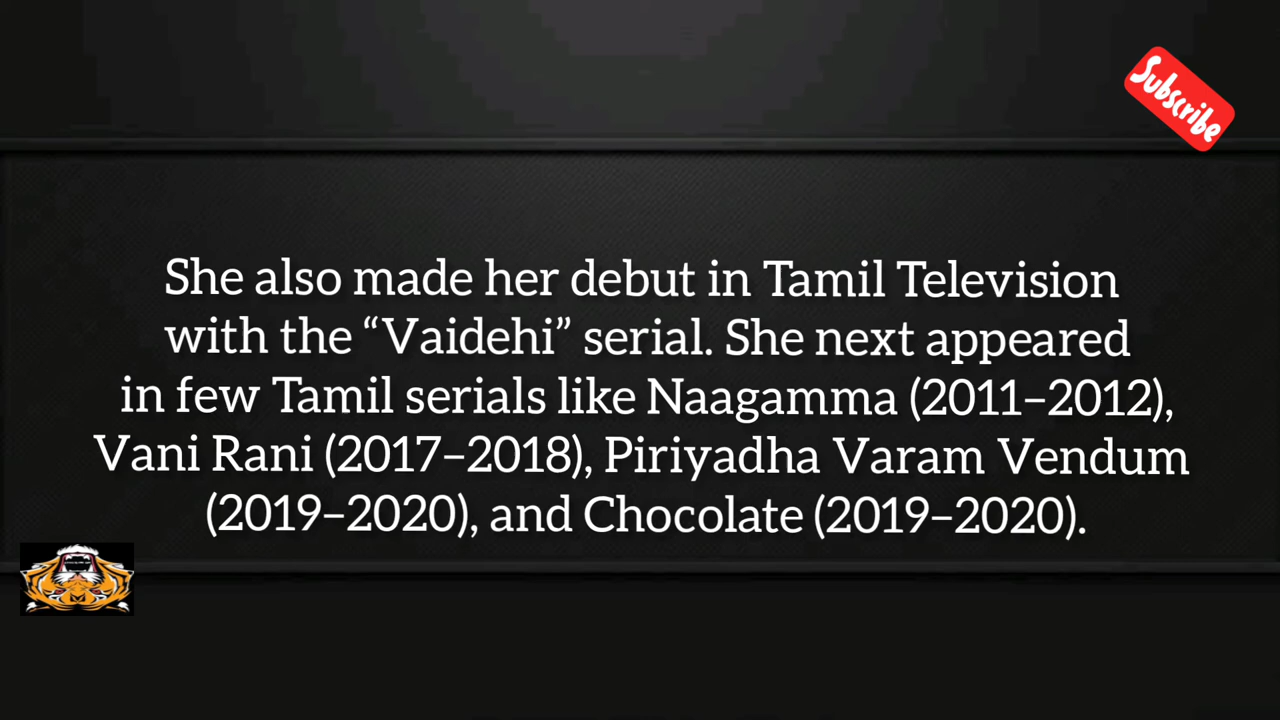 Subscribe
She also made her debut in Tamil Television
with the “Vaidehi” serial. She next appeared
in few Tamil serials like Naagamma (2011–2012),
Vani Rani (2017–2018), Piriyadha Varam Vendum
(2019–2020), and Chocolate (2019–2020).